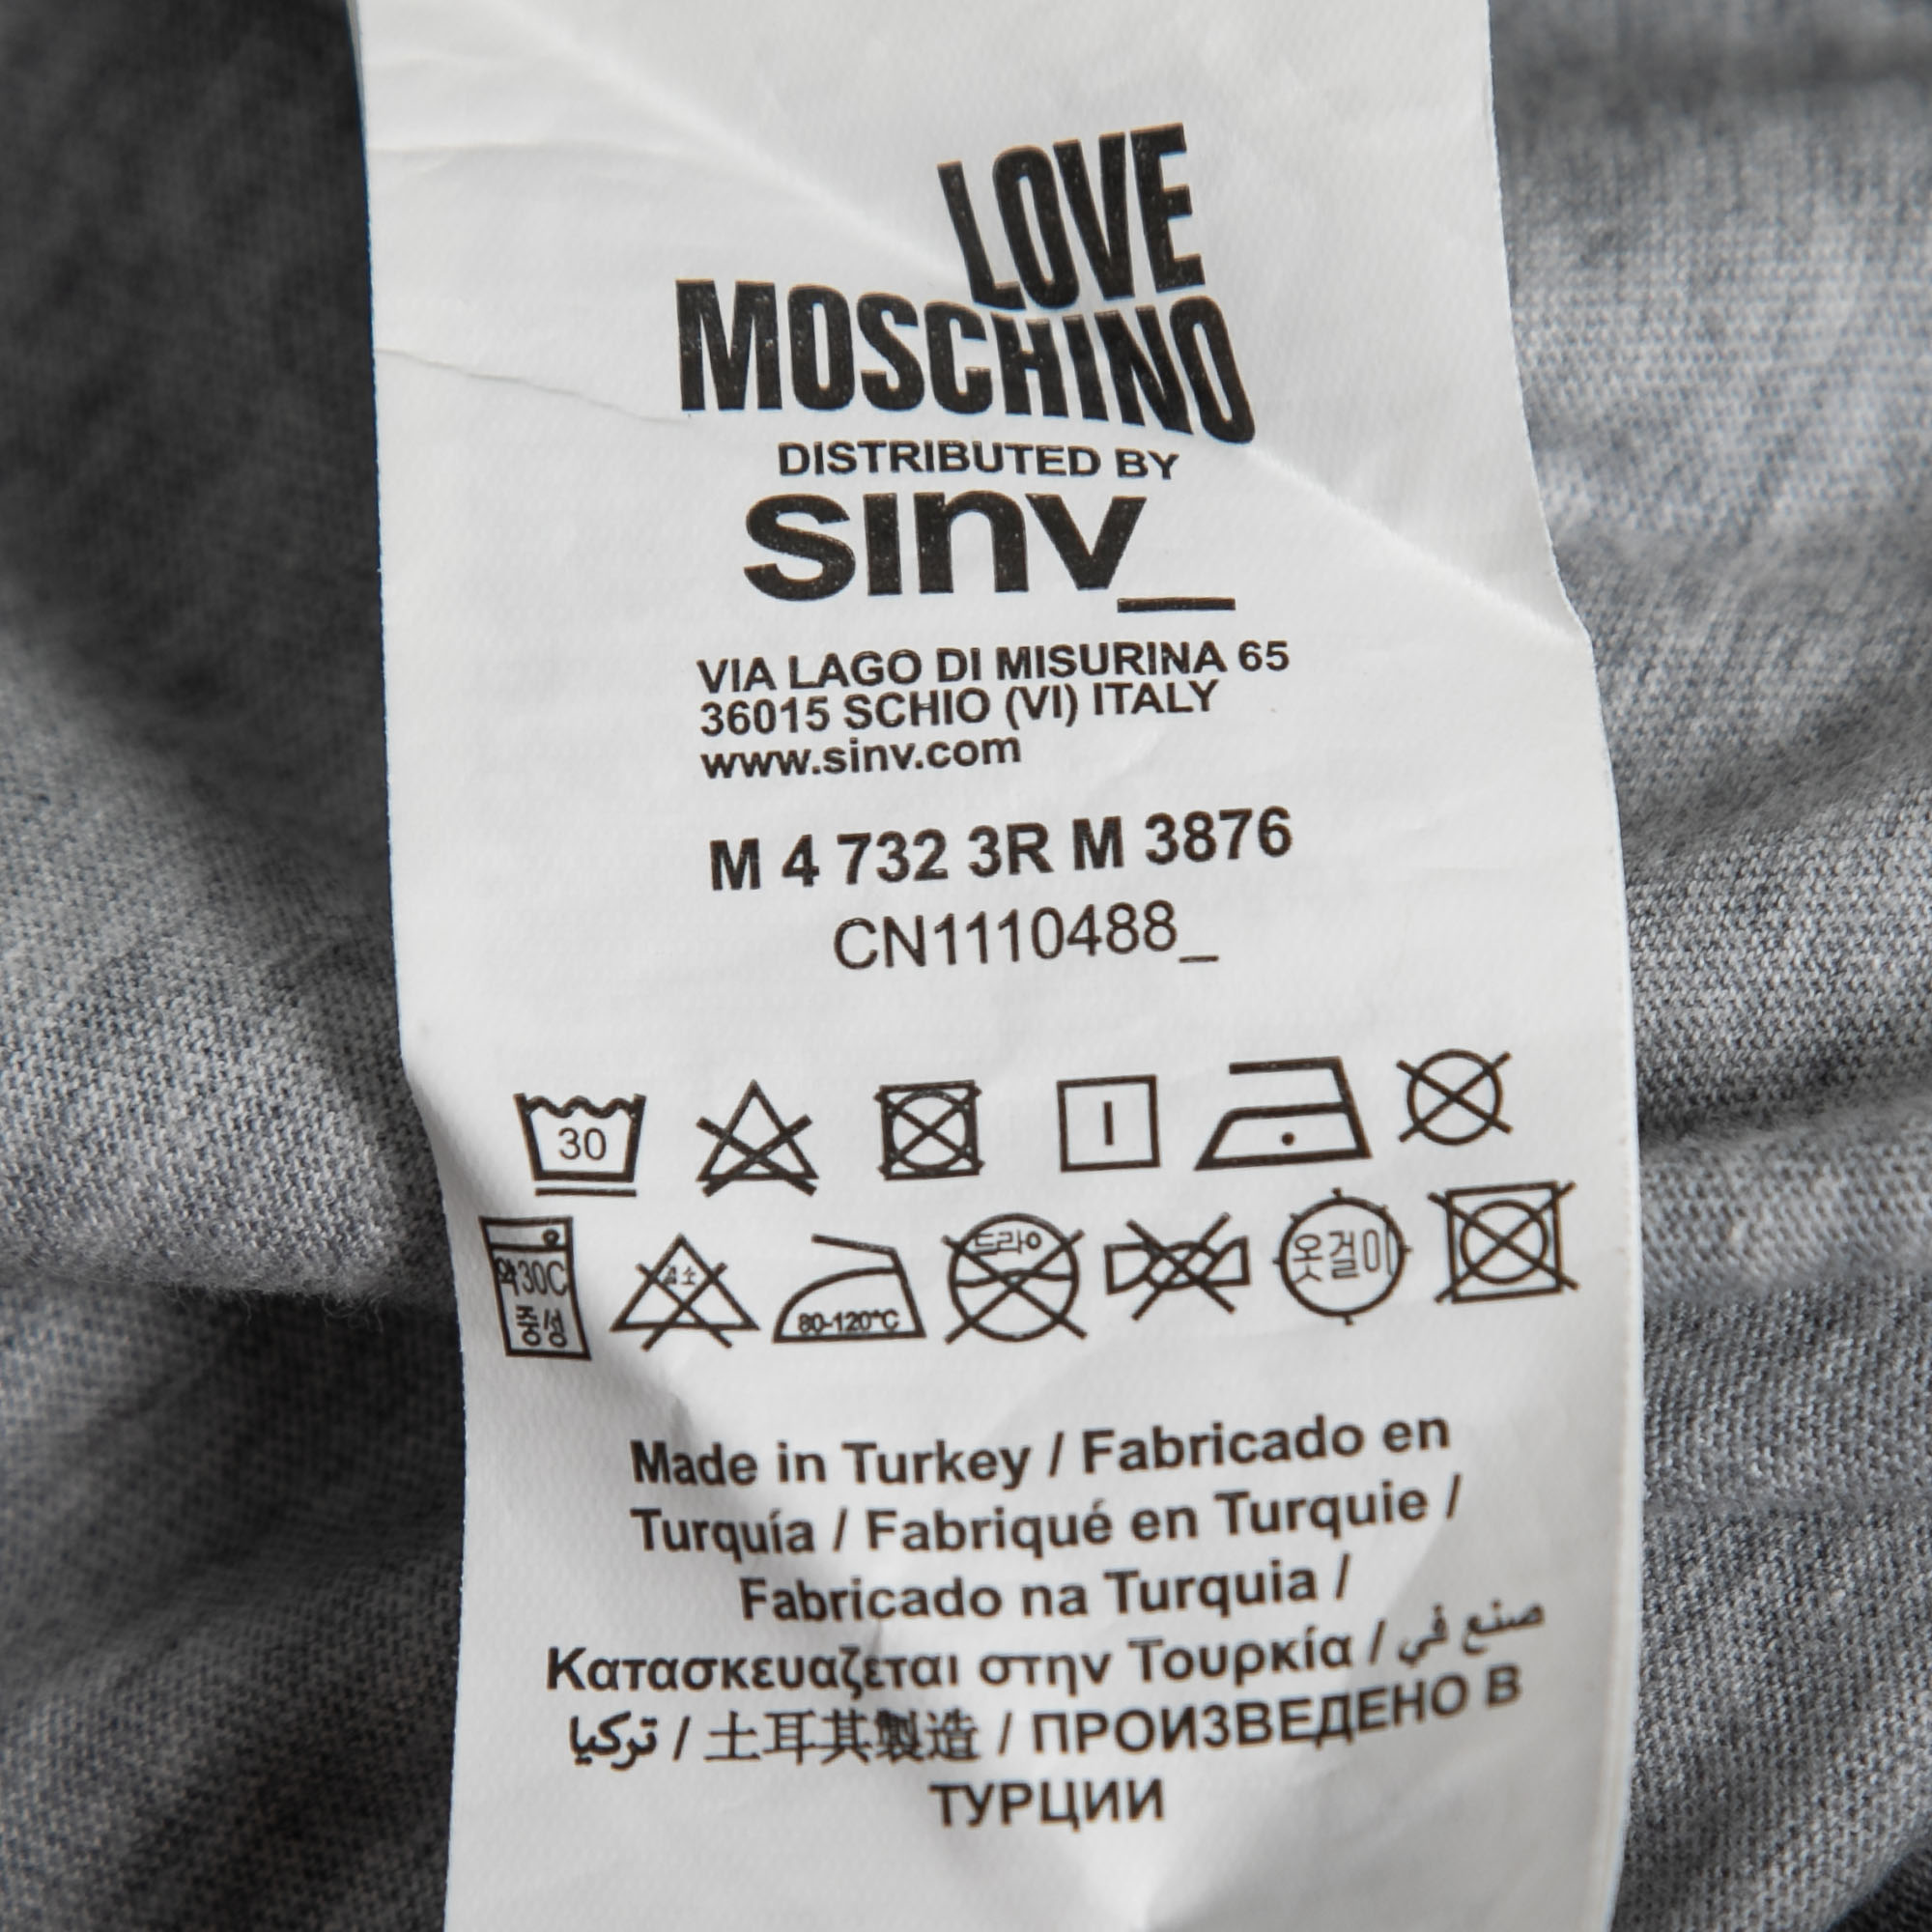 LOVE
MOSCHINO
DISTRIBUTED BY
sinv_
VIA LAGO DI MISURINA 65
36015 SCHIO (VI) ITALY
www.sinv.com
M 4 732 3R M 3876
CN1110488_
30
약30C
중성
염소
80-120°C
드라이
옷걸이
Made in Turkey / Fabricado en
Turquía / Fabriqué en Turquie /
Fabricado na Turquia /
Κατασκευαζεται στην Τουρκία / صنع في
تركيا / 土耳其製造 / ПРОИЗВЕДЕНО В
ТУРЦИИ